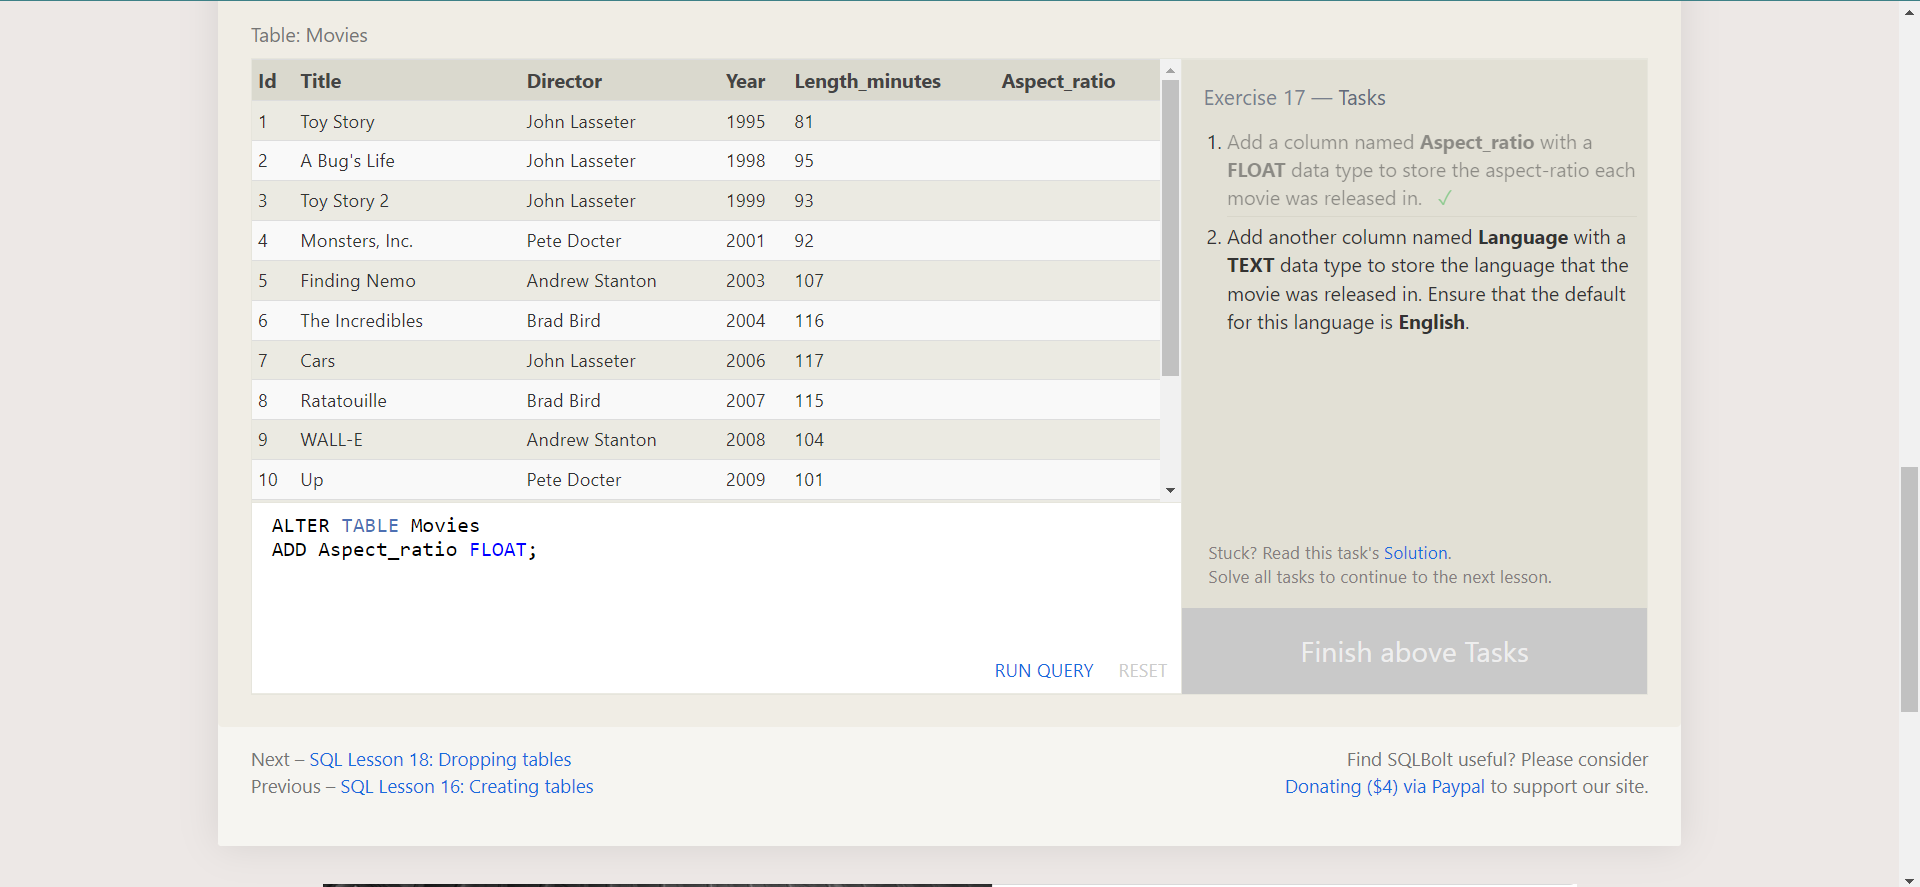 Table: Movies
Id Title Director Year Length_minutes Aspect_ratio
1 Toy Story John Lasseter 1995 81
2 A Bug's Life John Lasseter 1998 95
3 Toy Story 2 John Lasseter 1999 93
4 Monsters, Inc. Pete Docter 2001 92
5 Finding Nemo Andrew Stanton 2003 107
6 The Incredibles Brad Bird 2004 116
7 Cars John Lasseter 2006 117
8 Ratatouille Brad Bird 2007 115
9 WALL-E Andrew Stanton 2008 104
10 Up Pete Docter 2009 101
ALTER TABLE Movies
ADD Aspect_ratio FLOAT;
RUN QUERY RESET
Exercise 17 — Tasks
1. Add a column named Aspect_ratio with a
FLOAT data type to store the aspect-ratio each
movie was released in. ✓
2. Add another column named Language with a
TEXT data type to store the language that the
movie was released in. Ensure that the default
for this language is English.
Stuck? Read this task's Solution.
Solve all tasks to continue to the next lesson.
Finish above Tasks
Next – SQL Lesson 18: Dropping tables
Previous – SQL Lesson 16: Creating tables
Find SQLBolt useful? Please consider
Donating ($4) via Paypal to support our site.